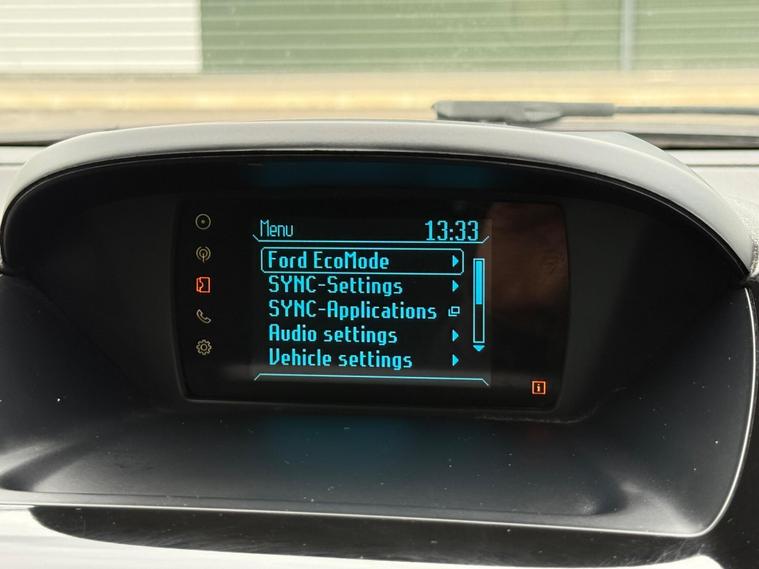 Menu 13:33
Ford EcoMode
SYNC-Settings
SYNC-Applications
Audio settings
Vehicle settings
i